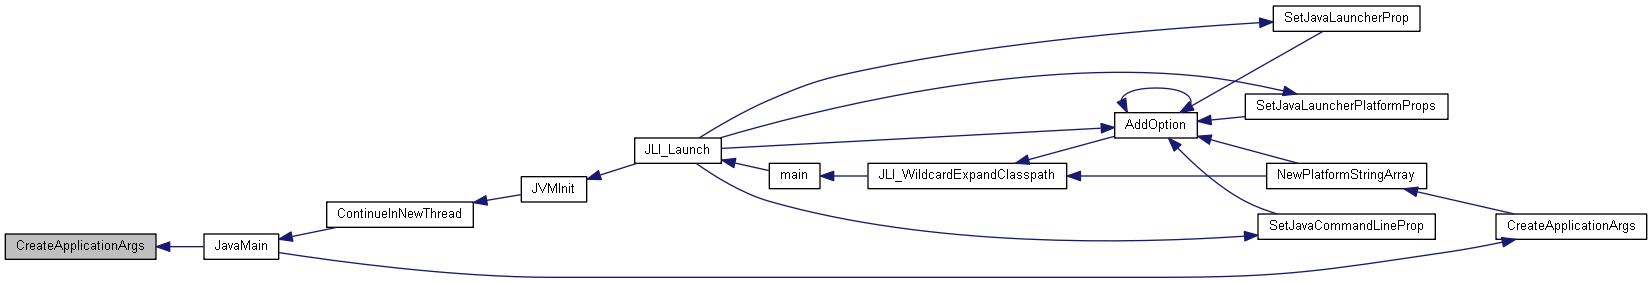 SetJavaLauncherProp
SetJavaLauncherPlatformProps
AddOption
JLI_Launch
main
JLI_WildcardExpandClasspath
NewPlatformStringArray
JVMInit
ContinueInNewThread
SetJavaCommandLineProp
CreateApplicationArgs
CreateApplicationArgs
JavaMain